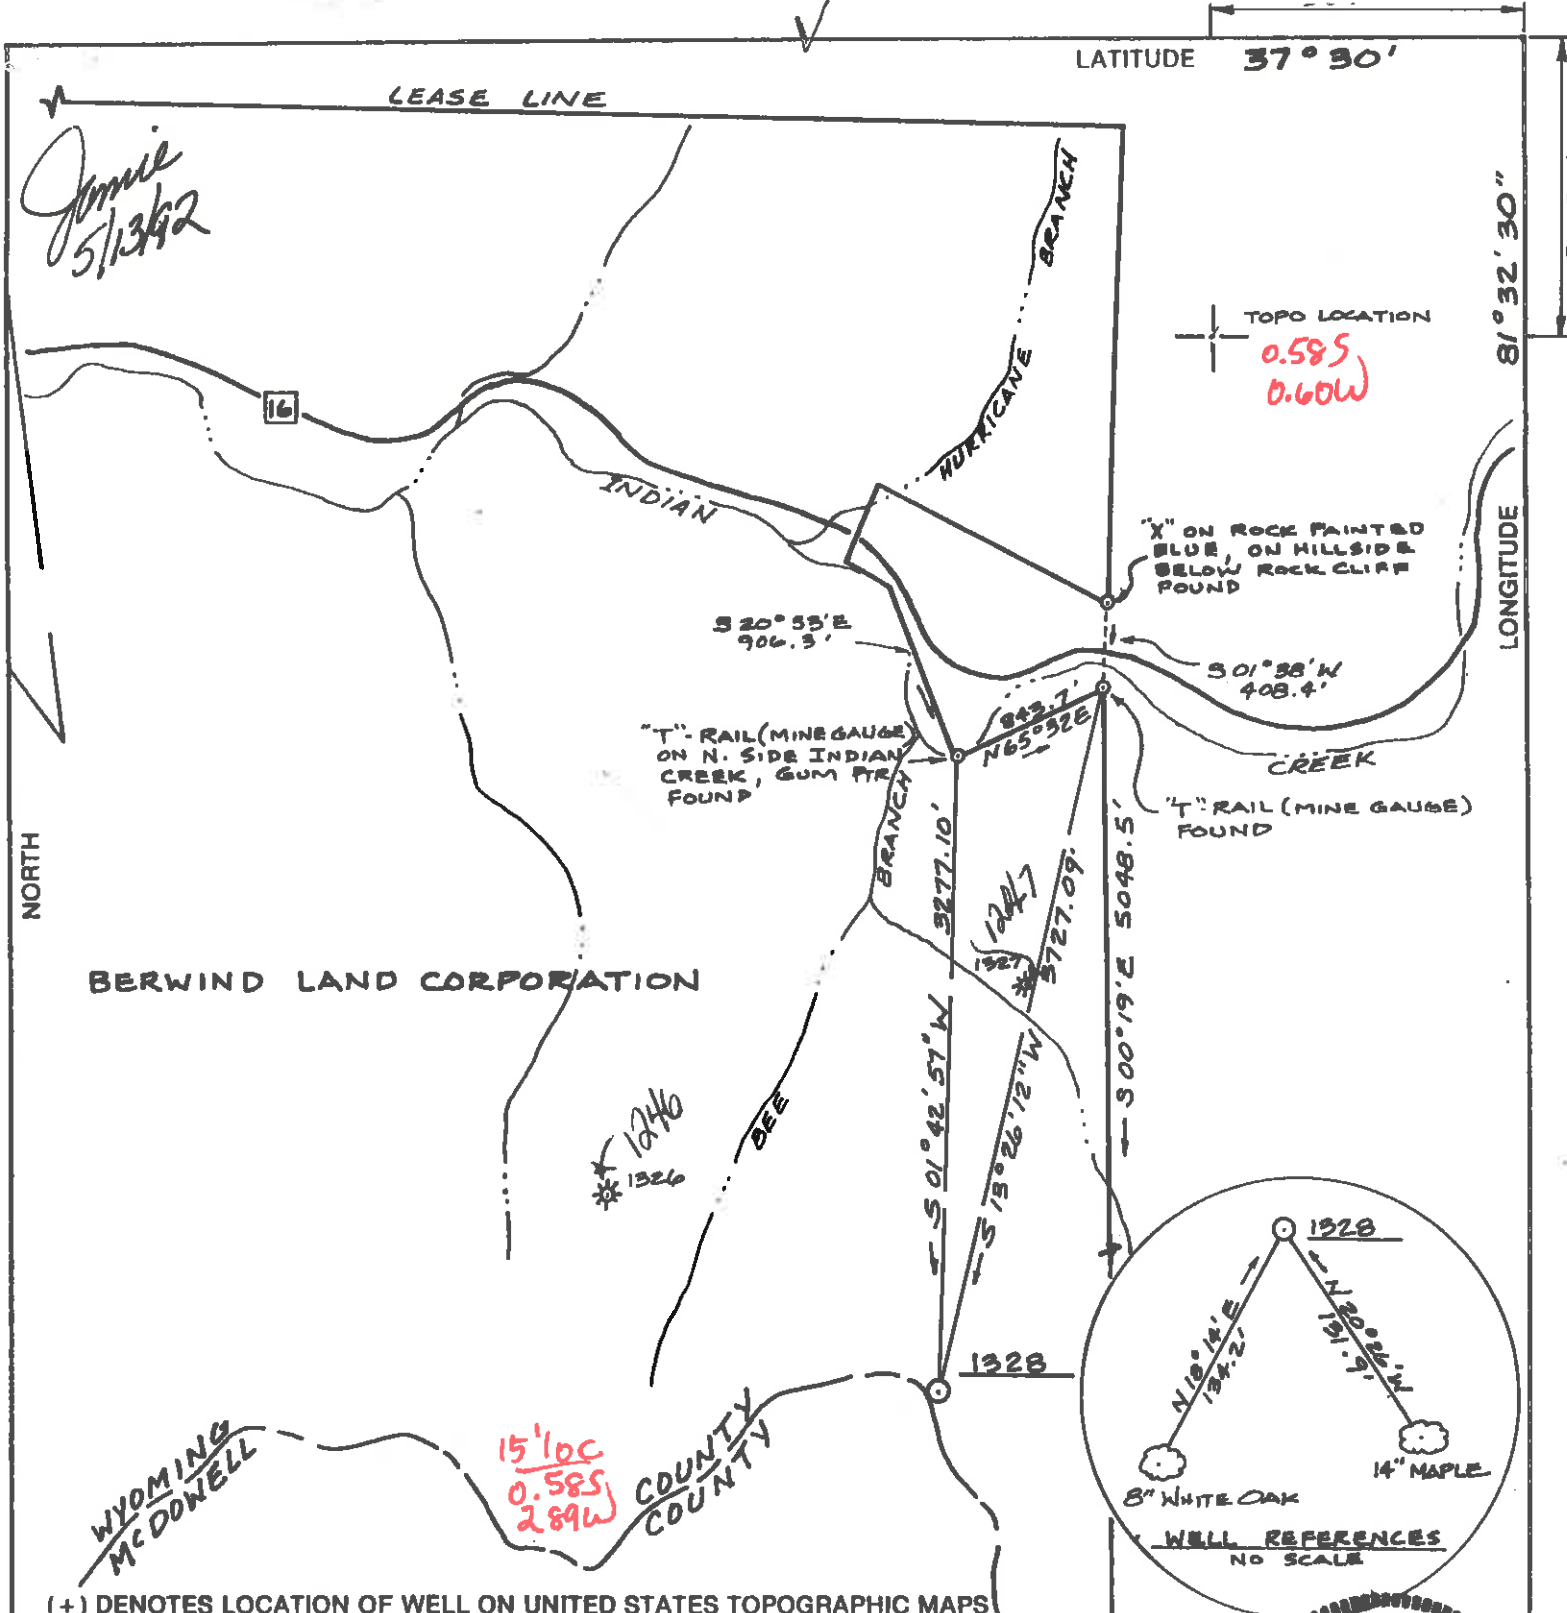 LATITUDE 37°30'
LEASE LINE
Jamie
5/13/92
HURRICANE BRANCH
81°32'30"
LONGITUDE
TOPO LOCATION
0.58S
0.60W
16
INDIAN
"X" ON ROCK PAINTED
BLUE, ON HILLSIDE
BELOW ROCK CLIFF
FOUND
S 20°53'E
906.3'
S 01°38'W
408.4'
843.7'
N65°32E
"T"-RAIL (MINE GAUGE)
ON N. SIDE INDIAN
CREEK, GUM PTR
FOUND
CREEK
"T" RAIL (MINE GAUGE)
FOUND
NORTH
BERWIND LAND CORPORATION
BEE BRANCH
S 01°42'57"W 3277.10'
S 13°26'12"W 3727.09'
S 00°19'E 5048.5'
1247
1327
1246
1326
1328
1328
N 18°14'E
134.2'
N 20°26'W
131.9'
8" WHITE OAK
14" MAPLE
WELL REFERENCES
NO SCALE
WYOMING COUNTY
McDOWELL COUNTY
15' loc
0.58S
2.89W
(+) DENOTES LOCATION OF WELL ON UNITED STATES TOPOGRAPHIC MAPS